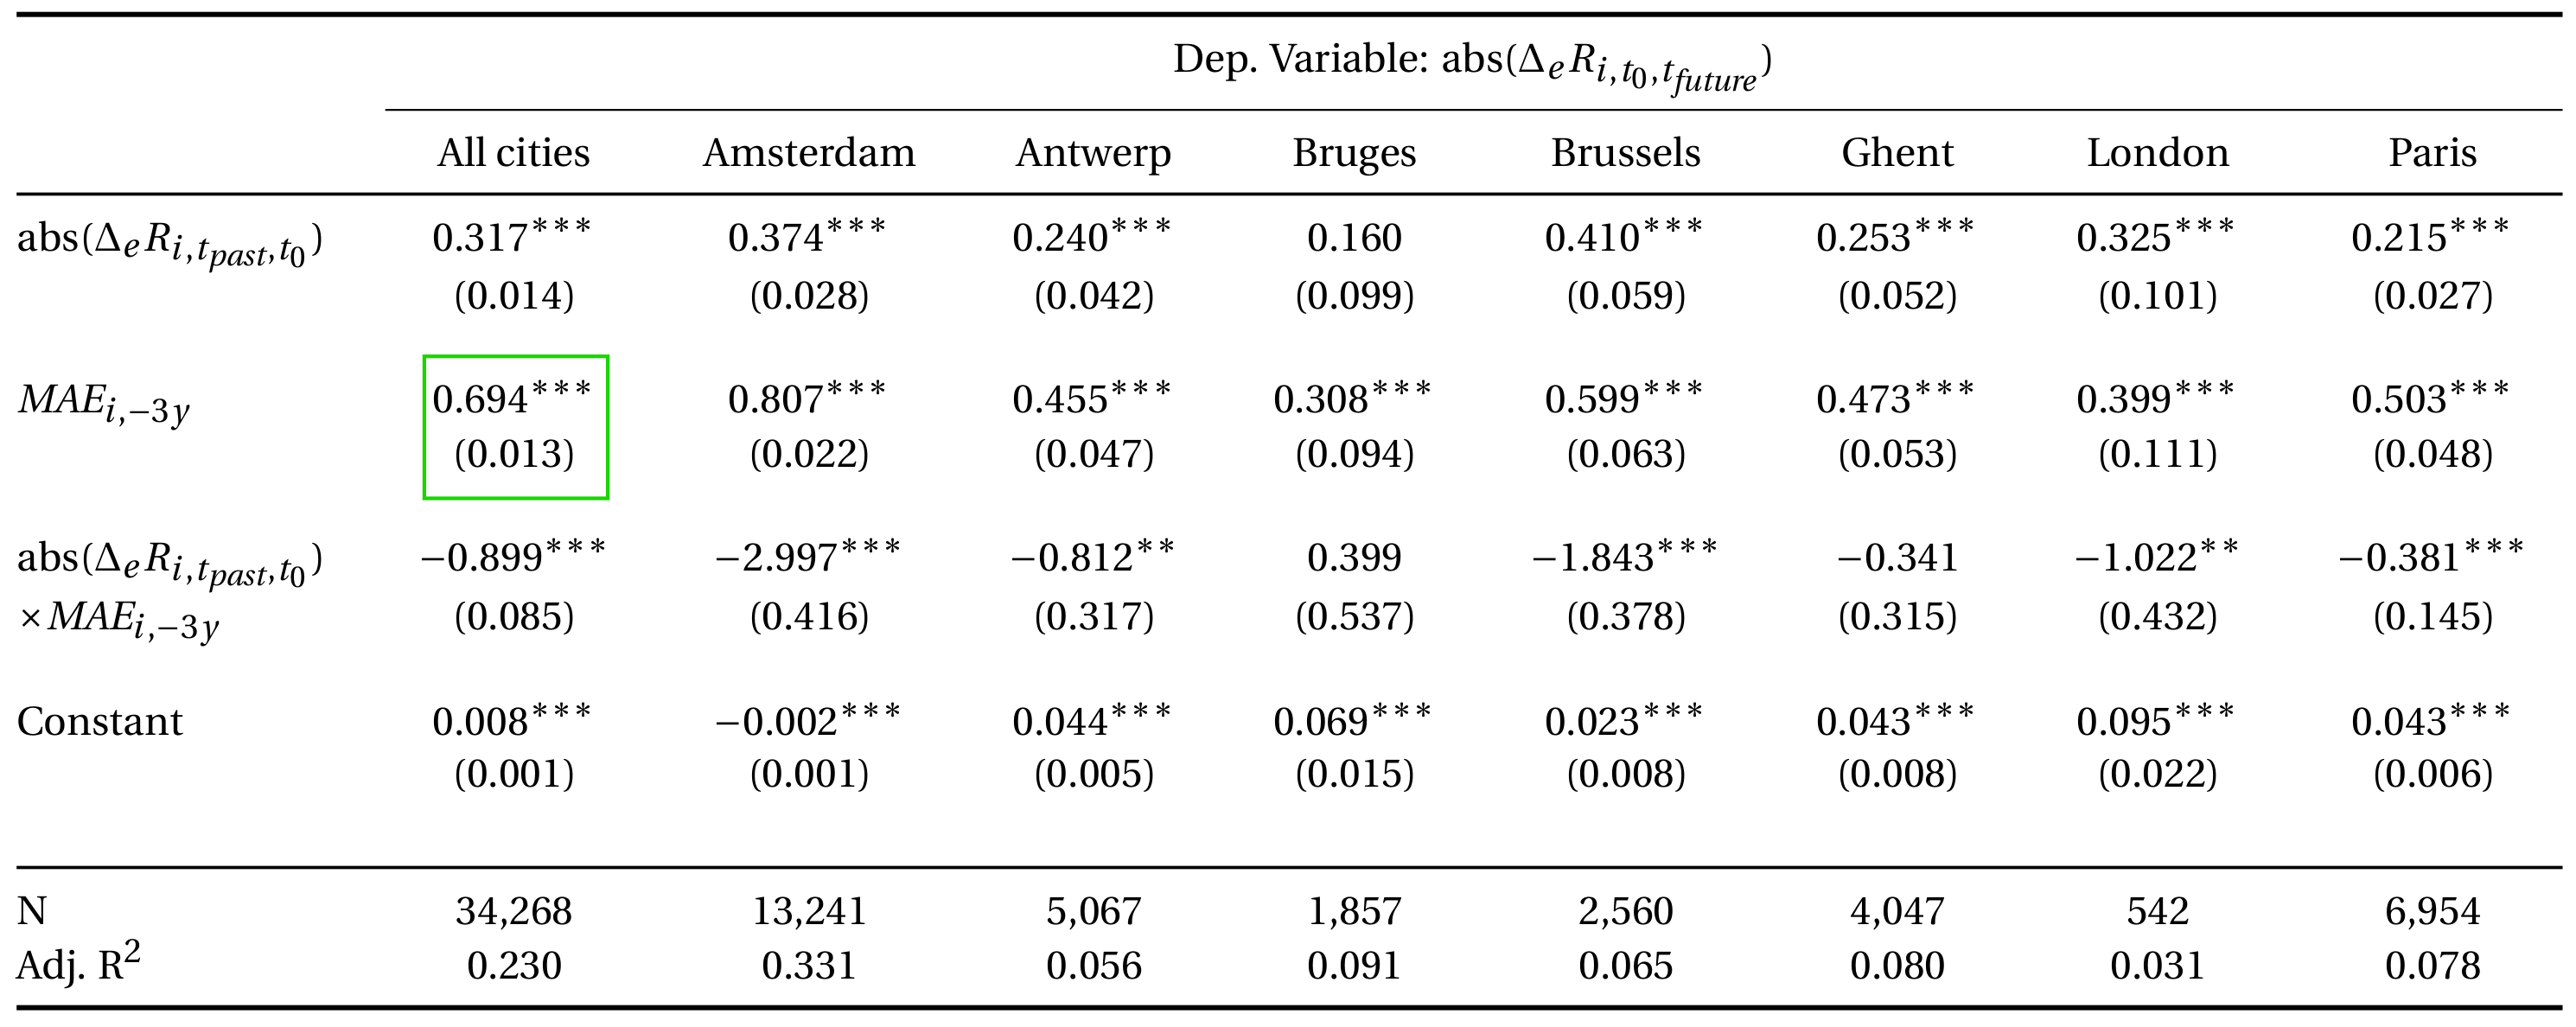 Dep. Variable: abs(Δ_e R_{i,t_0,t_{future}})
All cities Amsterdam Antwerp Bruges Brussels Ghent London Paris
abs(Δ_e R_{i,t_{past},t_0}) 0.317*** 0.374*** 0.240*** 0.160 0.410*** 0.253*** 0.325*** 0.215***
(0.014) (0.028) (0.042) (0.099) (0.059) (0.052) (0.101) (0.027)
MAE_{i,−3y} 0.694*** 0.807*** 0.455*** 0.308*** 0.599*** 0.473*** 0.399*** 0.503***
(0.013) (0.022) (0.047) (0.094) (0.063) (0.053) (0.111) (0.048)
abs(Δ_e R_{i,t_{past},t_0}) −0.899*** −2.997*** −0.812** 0.399 −1.843*** −0.341 −1.022** −0.381***
×MAE_{i,−3y} (0.085) (0.416) (0.317) (0.537) (0.378) (0.315) (0.432) (0.145)
Constant 0.008*** −0.002*** 0.044*** 0.069*** 0.023*** 0.043*** 0.095*** 0.043***
(0.001) (0.001) (0.005) (0.015) (0.008) (0.008) (0.022) (0.006)
N 34,268 13,241 5,067 1,857 2,560 4,047 542 6,954
Adj. R² 0.230 0.331 0.056 0.091 0.065 0.080 0.031 0.078